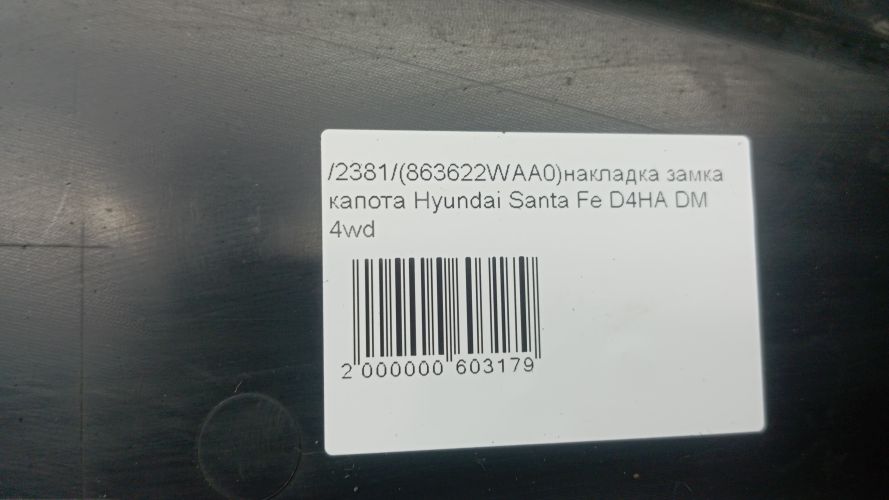 /2381/(863622WAA0)накладка замка
капота Hyundai Santa Fe D4HA DM
4wd
2 000000 603179